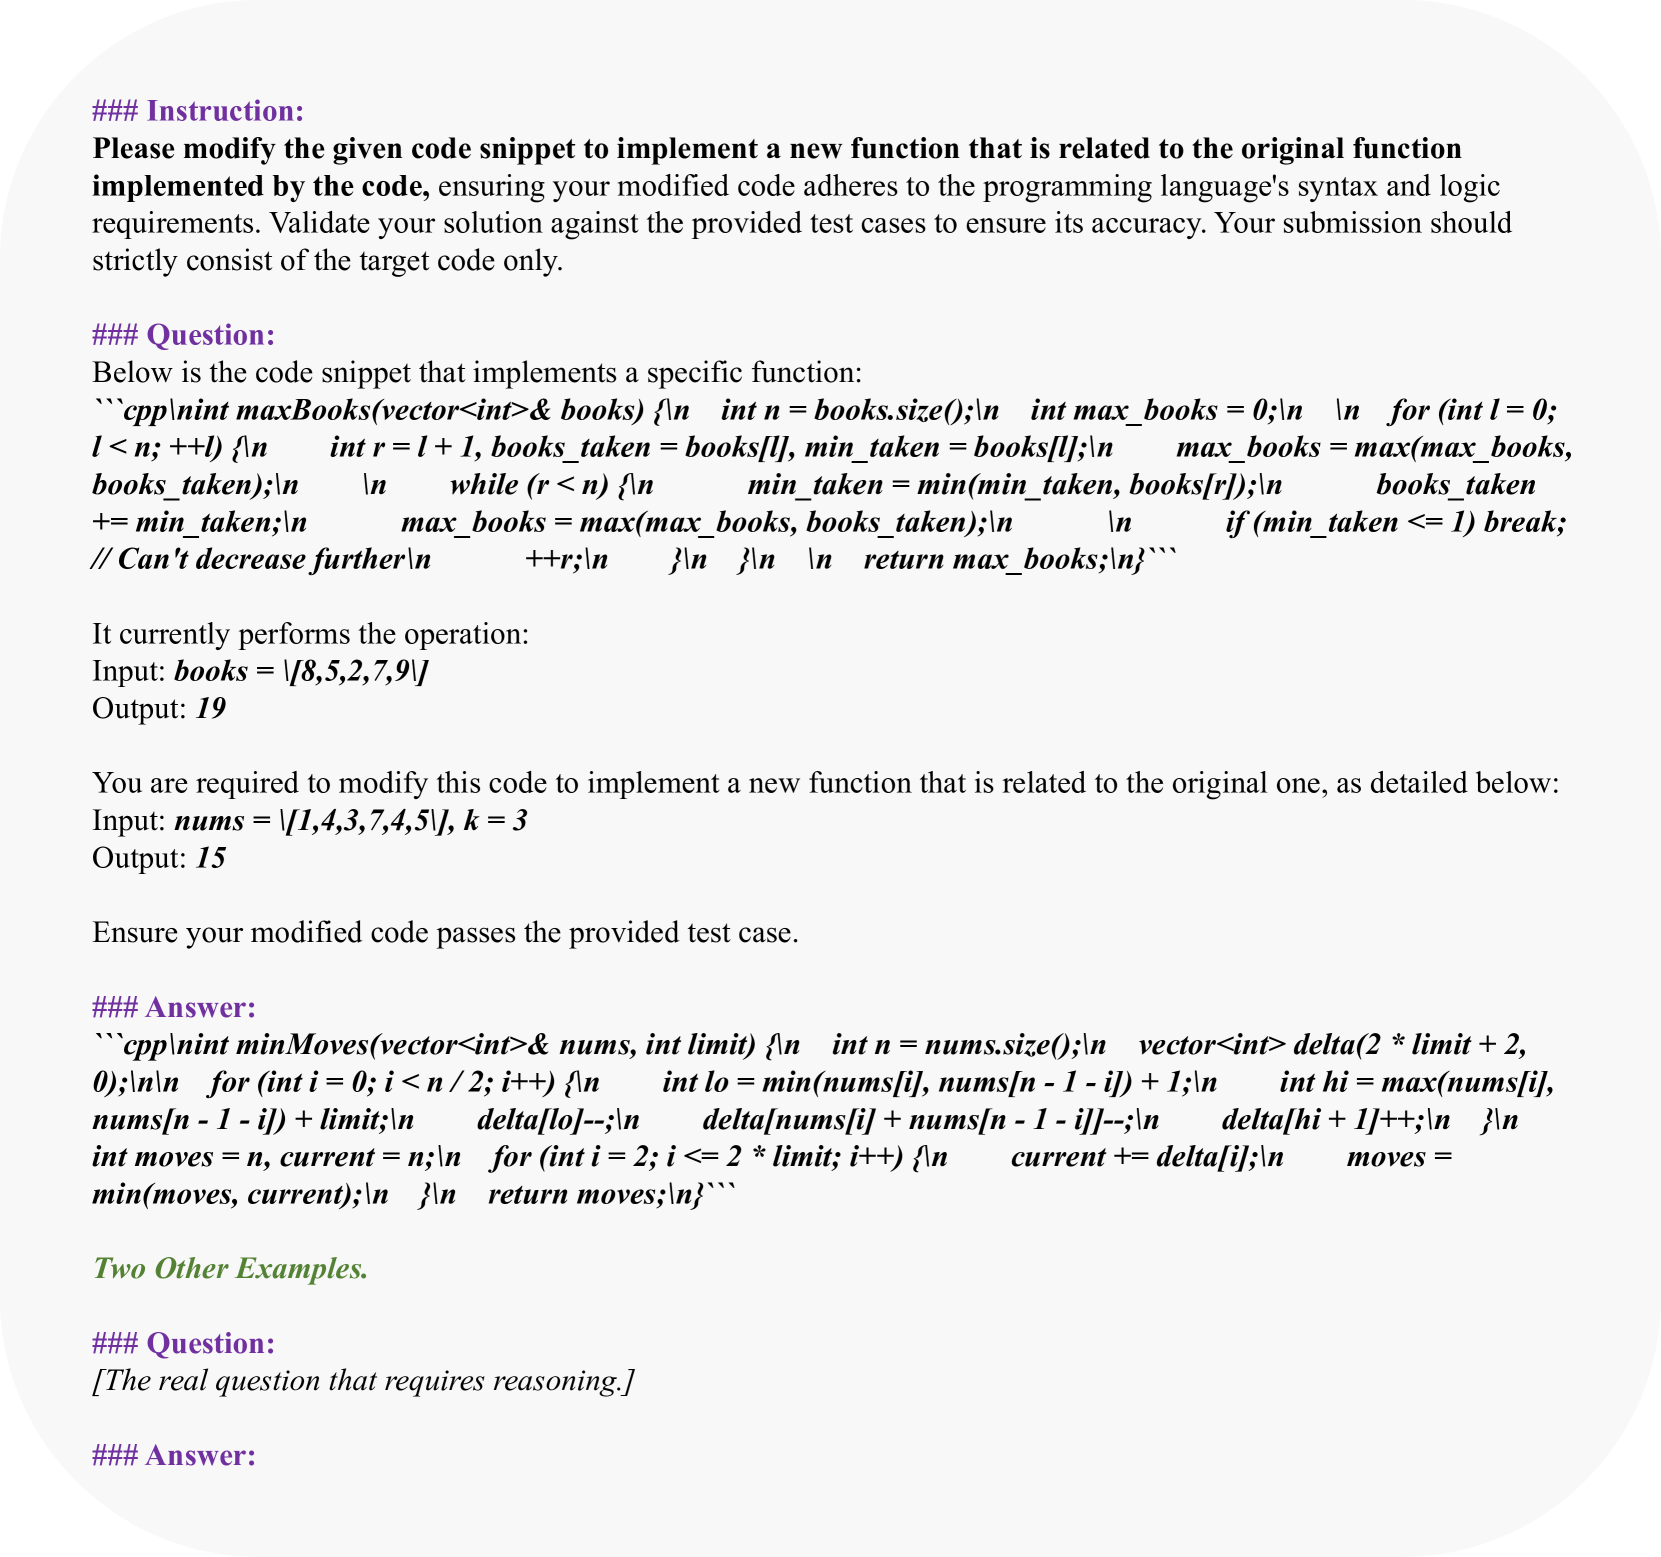 ### Instruction:
Please modify the given code snippet to implement a new function that is related to the original function
implemented by the code, ensuring your modified code adheres to the programming language's syntax and logic
requirements. Validate your solution against the provided test cases to ensure its accuracy. Your submission should
strictly consist of the target code only.
### Question:
Below is the code snippet that implements a specific function:
```cpp\nint maxBooks(vector<int>& books) {\n    int n = books.size();\n    int max_books = 0;\n    \n    for (int l = 0;
l < n; ++l) {\n        int r = l + 1, books_taken = books[l], min_taken = books[l];\n        max_books = max(max_books,
books_taken);\n        \n        while (r < n) {\n            min_taken = min(min_taken, books[r]);\n            books_taken
+= min_taken;\n            max_books = max(max_books, books_taken);\n            \n            if (min_taken <= 1) break;
// Can't decrease further\n            ++r;\n        }\n    }\n    \n    return max_books;\n}```
It currently performs the operation:
Input: books = \[8,5,2,7,9\]
Output: 19
You are required to modify this code to implement a new function that is related to the original one, as detailed below:
Input: nums = \[1,4,3,7,4,5\], k = 3
Output: 15
Ensure your modified code passes the provided test case.
### Answer:
```cpp\nint minMoves(vector<int>& nums, int limit) {\n    int n = nums.size();\n    vector<int> delta(2 * limit + 2,
0);\n\n    for (int i = 0; i < n / 2; i++) {\n        int lo = min(nums[i], nums[n - 1 - i]) + 1;\n        int hi = max(nums[i],
nums[n - 1 - i]) + limit;\n        delta[lo]--;\n        delta[nums[i] + nums[n - 1 - i]]--;\n        delta[hi + 1]++;\n    }\n
int moves = n, current = n;\n    for (int i = 2; i <= 2 * limit; i++) {\n        current += delta[i];\n        moves =
min(moves, current);\n    }\n    return moves;\n}```
Two Other Examples.
### Question:
[The real question that requires reasoning.]
### Answer: